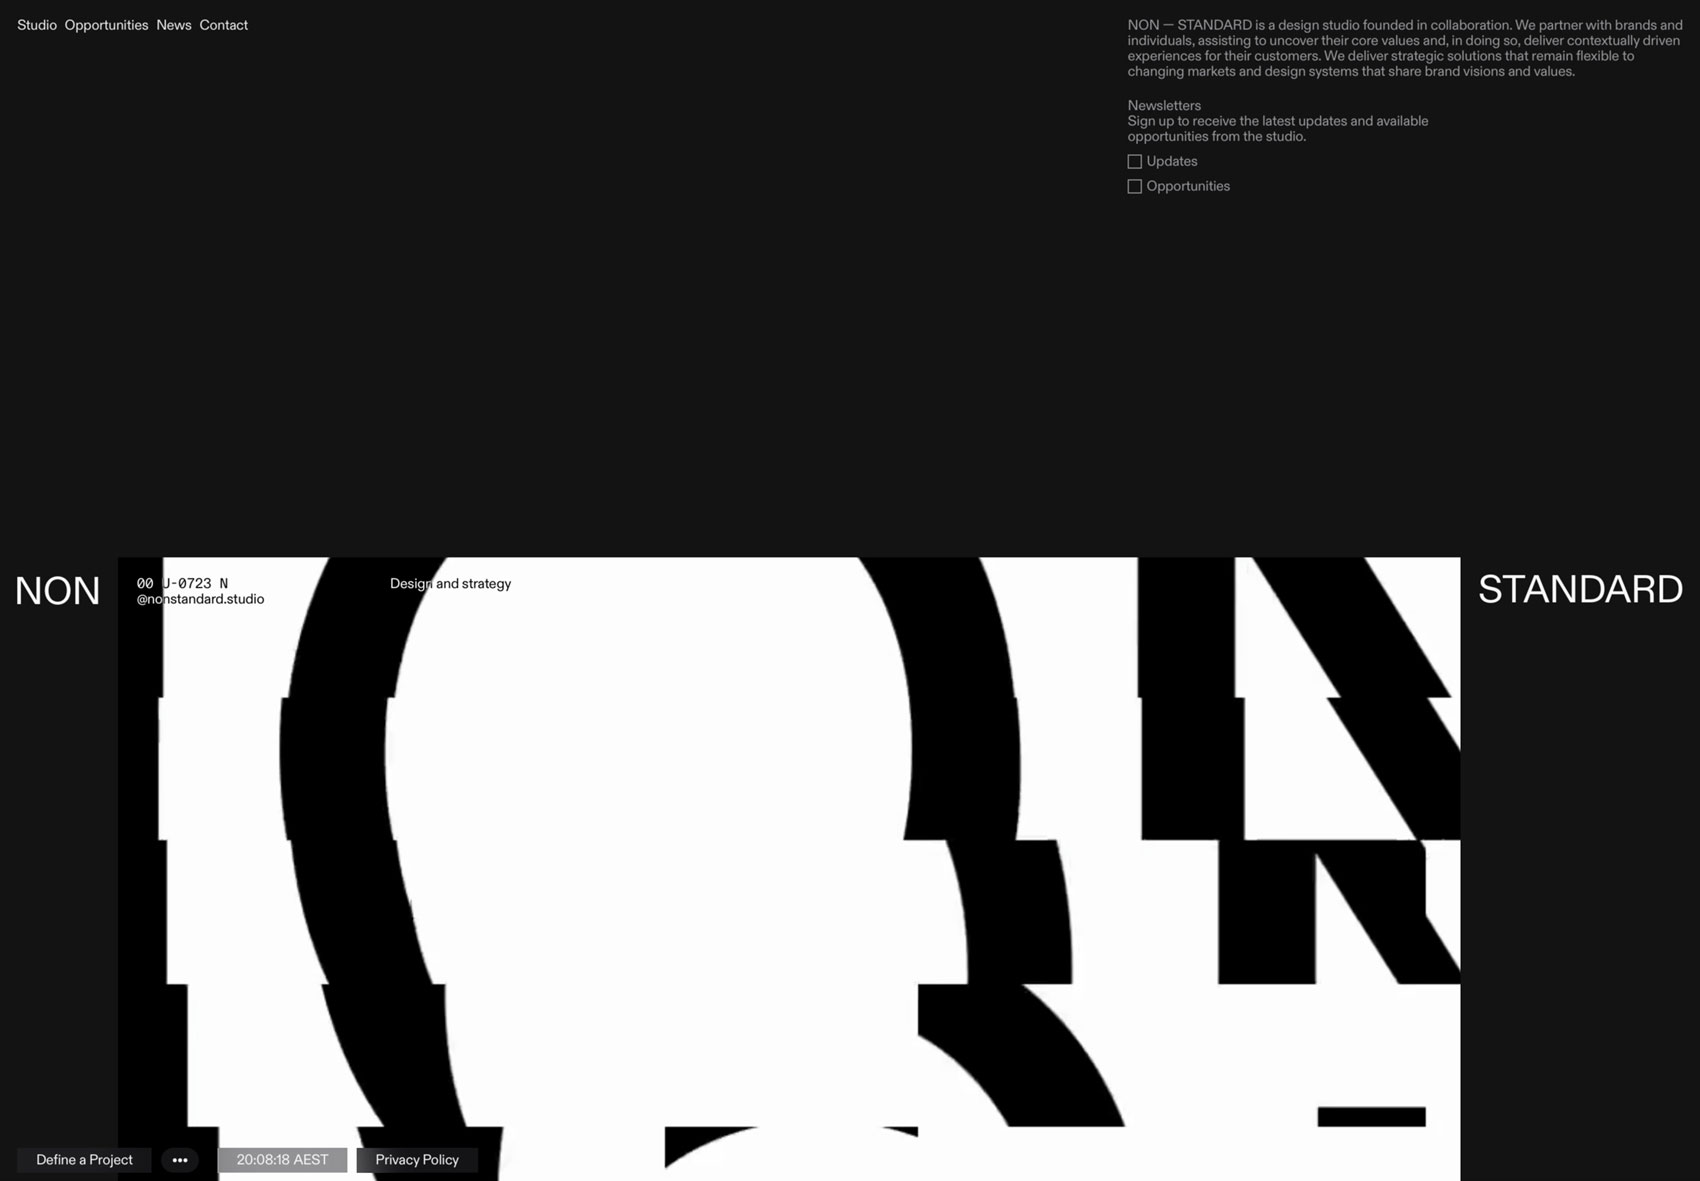 Studio Opportunities News Contact
NON — STANDARD is a design studio founded in collaboration. We partner with brands and
individuals, assisting to uncover their core values and, in doing so, deliver contextually driven
experiences for their customers. We deliver strategic solutions that remain flexible to
changing markets and design systems that share brand visions and values.
Newsletters
Sign up to receive the latest updates and available
opportunities from the studio.
Updates
Opportunities
NON
00 U-0723 N
@nonstandard.studio
Design and strategy
STANDARD
Define a Project
•••
20:08:18 AEST
Privacy Policy